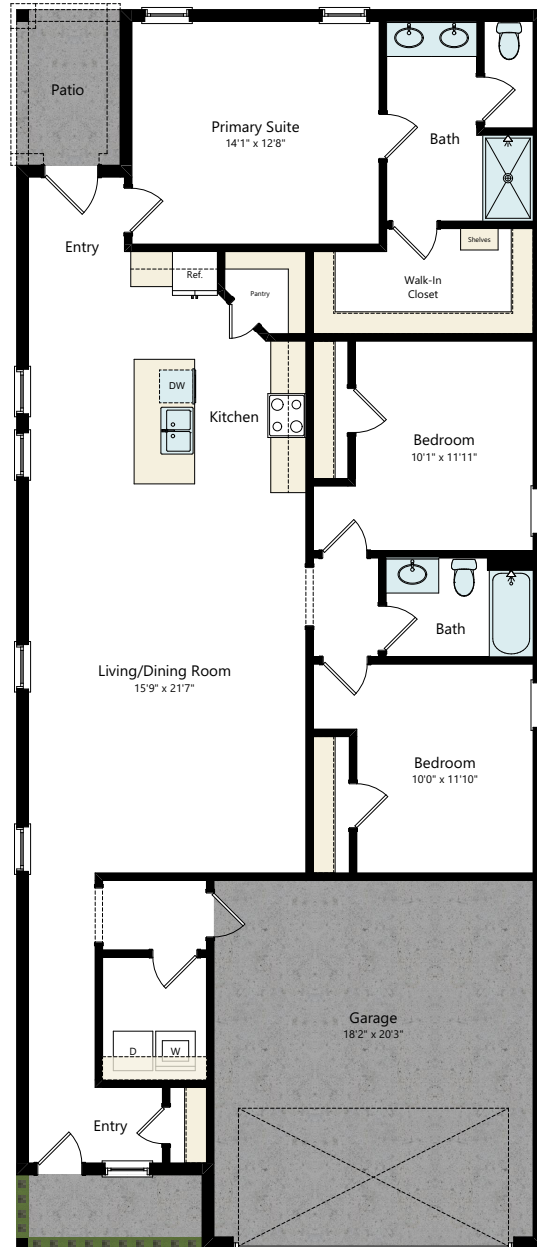 Patio
Primary Suite
14'1" x 12'8"
Bath
Entry
Shelves
Ref.
Pantry
Walk-In
Closet
DW
Kitchen
Bedroom
10'1" x 11'11"
Bath
Living/Dining Room
15'9" x 21'7"
Bedroom
10'0" x 11'10"
Garage
18'2" x 20'3"
D
W
Entry